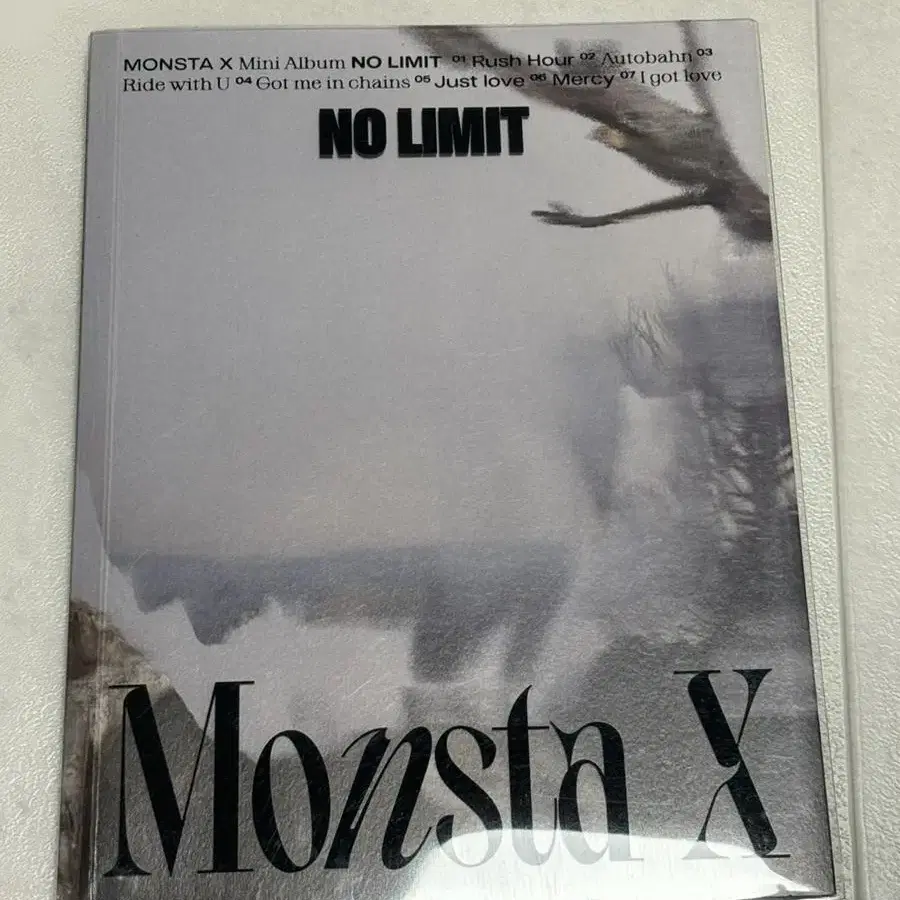 MONSTA X Mini Album NO LIMIT 01 Rush Hour 02 Autobahn 03
Ride with U 04 Got me in chains 05 Just love 06 Mercy 07 I got love
NO LIMIT
Monsta X